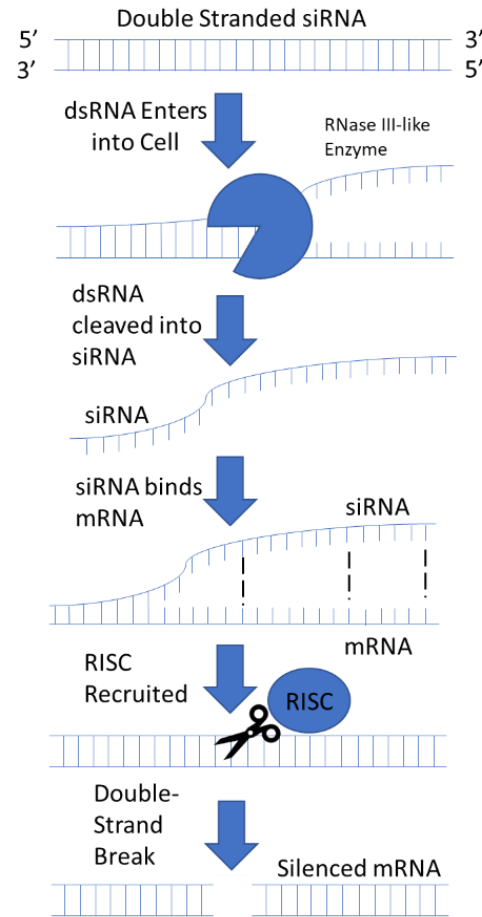 Double Stranded siRNA
5’ 3’
3’ 5’
dsRNA Enters
into Cell
RNase III-like
Enzyme
dsRNA
cleaved into
siRNA
siRNA
siRNA binds
mRNA
siRNA
mRNA
RISC
Recruited
RISC
Double-
Strand
Break
Silenced mRNA